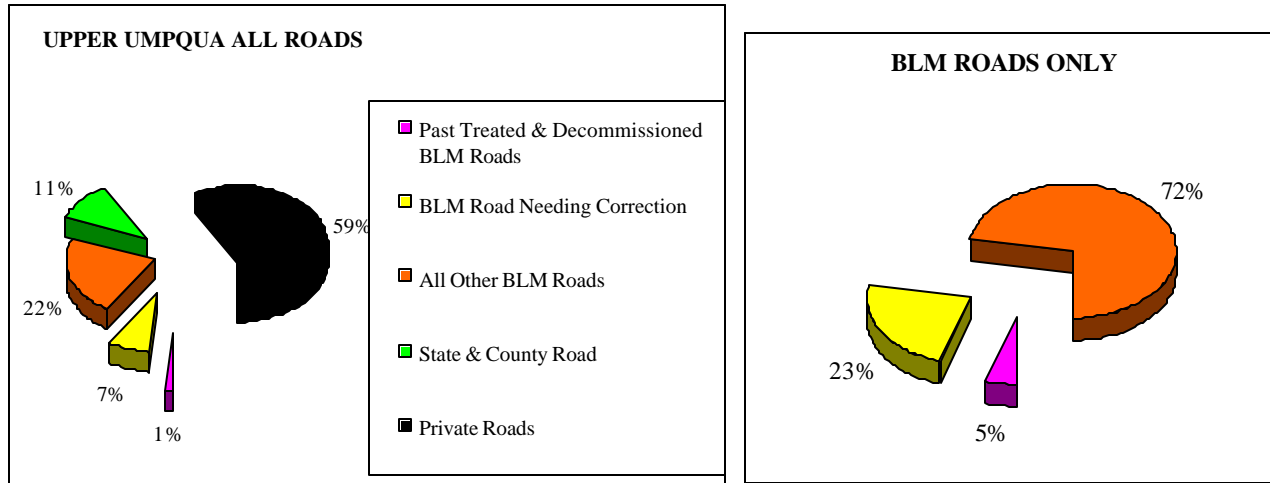 UPPER UMPQUA ALL ROADS
11%
59%
22%
7%
1%
Past Treated & Decommissioned
BLM Roads
BLM Road Needing Correction
All Other BLM Roads
State & County Road
Private Roads
BLM ROADS ONLY
72%
23%
5%